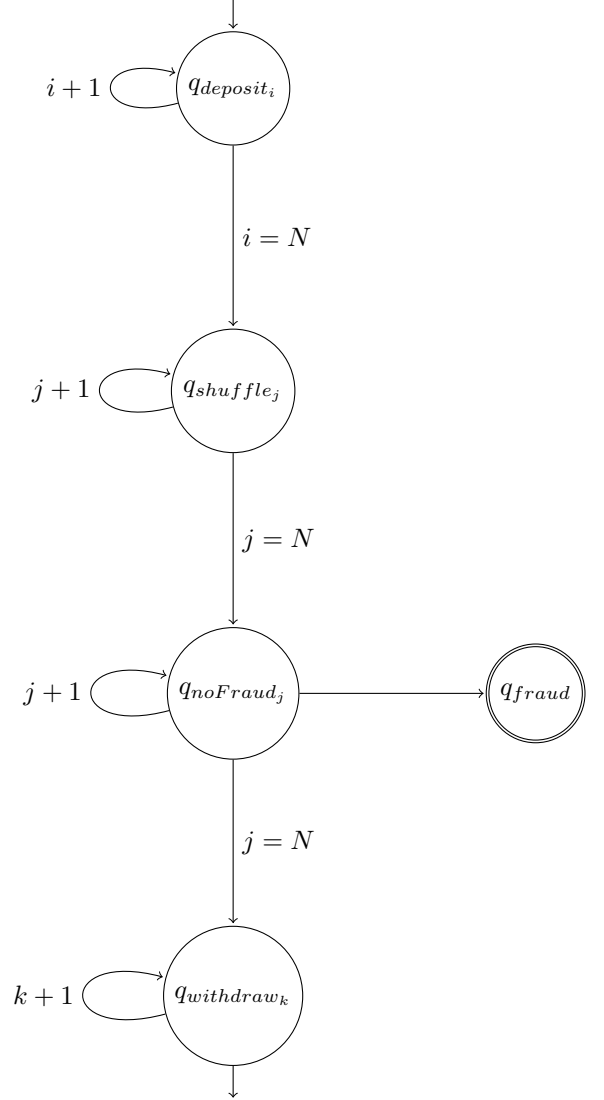 i + 1
q_{deposit_i}
i = N
j + 1
q_{shuffle_j}
j = N
j + 1
q_{noFraud_j}
q_{fraud}
j = N
k + 1
q_{withdraw_k}